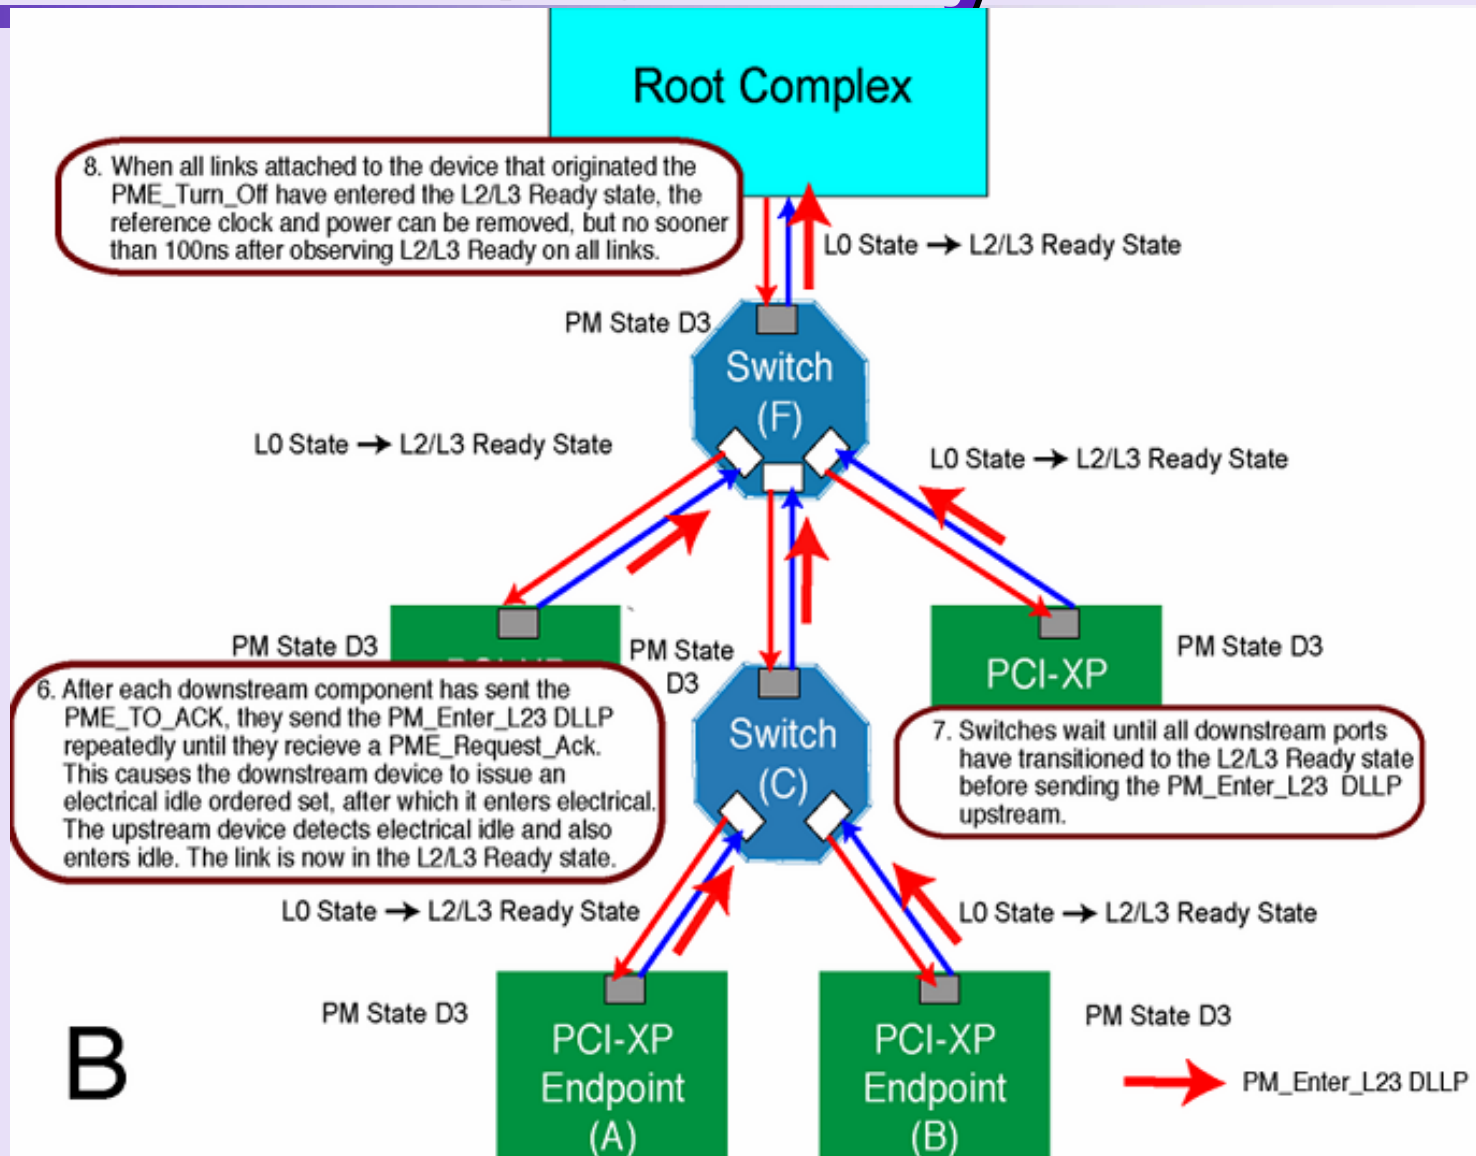 Root Complex
8. When all links attached to the device that originated the
PME_Turn_Off have entered the L2/L3 Ready state, the
reference clock and power can be removed, but no sooner
than 100ns after observing L2/L3 Ready on all links.
L0 State → L2/L3 Ready State
PM State D3
Switch
(F)
L0 State → L2/L3 Ready State
L0 State → L2/L3 Ready State
PM State D3
PM State
D3
PCI-XP
PM State D3
6. After each downstream component has sent the
PME_TO_ACK, they send the PM_Enter_L23 DLLP
repeatedly until they recieve a PME_Request_Ack.
This causes the downstream device to issue an
electrical idle ordered set, after which it enters electrical.
The upstream device detects electrical idle and also
enters idle. The link is now in the L2/L3 Ready state.
Switch
(C)
7. Switches wait until all downstream ports
have transitioned to the L2/L3 Ready state
before sending the PM_Enter_L23 DLLP
upstream.
L0 State → L2/L3 Ready State
L0 State → L2/L3 Ready State
PM State D3
PCI-XP
Endpoint
(A)
PCI-XP
Endpoint
(B)
PM State D3
B
PM_Enter_L23 DLLP